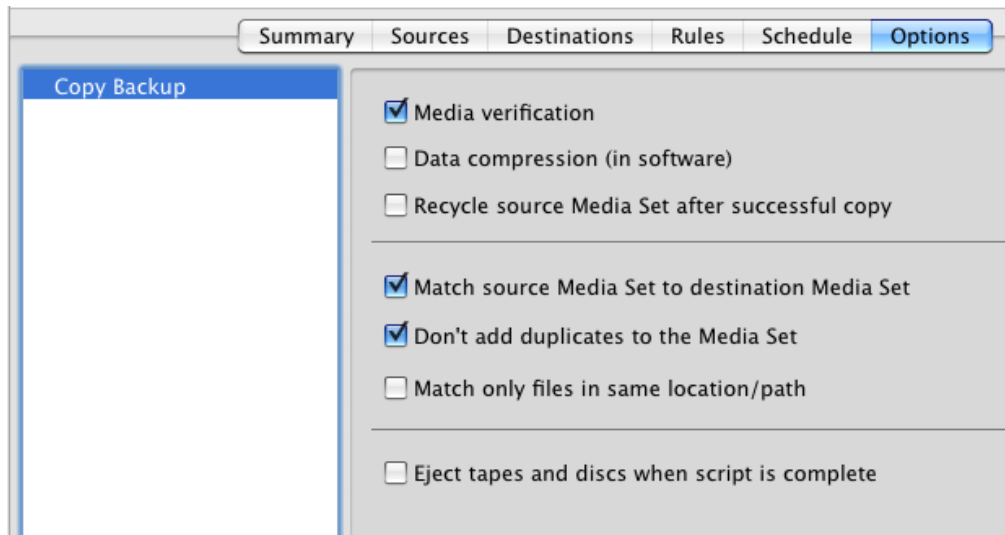 Summary Sources Destinations Rules Schedule Options
Copy Backup
Media verification
Data compression (in software)
Recycle source Media Set after successful copy
Match source Media Set to destination Media Set
Don't add duplicates to the Media Set
Match only files in same location/path
Eject tapes and discs when script is complete